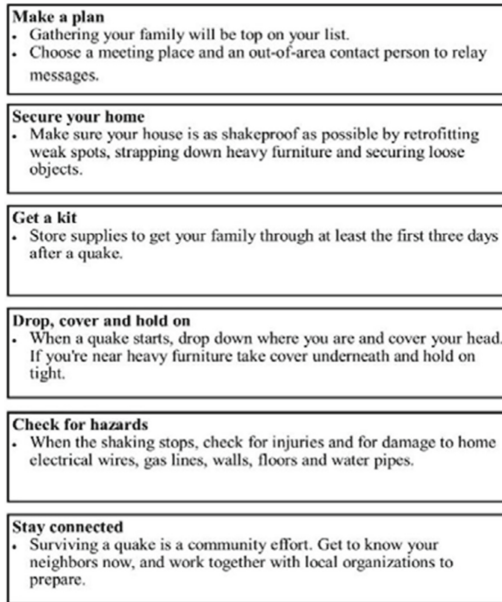 Make a plan
• Gathering your family will be top on your list.
• Choose a meeting place and an out-of-area contact person to relay
messages.
Secure your home
• Make sure your house is as shakeproof as possible by retrofitting
weak spots, strapping down heavy furniture and securing loose
objects.
Get a kit
• Store supplies to get your family through at least the first three days
after a quake.
Drop, cover and hold on
• When a quake starts, drop down where you are and cover your head.
If you're near heavy furniture take cover underneath and hold on
tight.
Check for hazards
• When the shaking stops, check for injuries and for damage to home
electrical wires, gas lines, walls, floors and water pipes.
Stay connected
• Surviving a quake is a community effort. Get to know your
neighbors now, and work together with local organizations to
prepare.